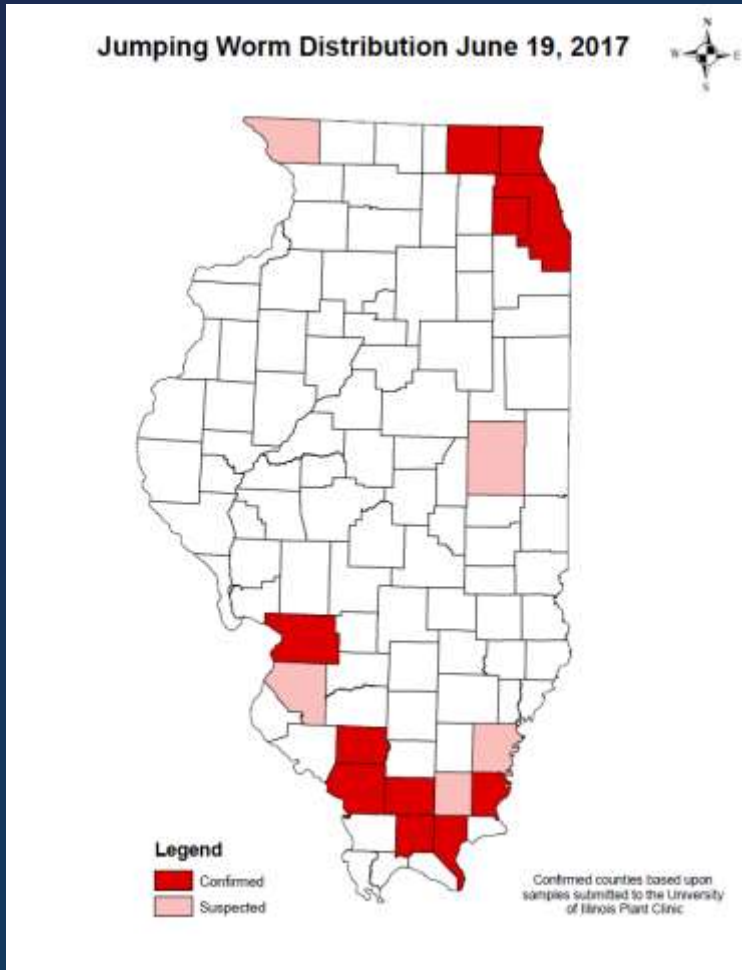 Jumping Worm Distribution June 19, 2017
N
W E
S
Legend
Confirmed
Suspected
Confirmed counties based upon
samples submitted to the University
of Illinois Plant Clinic